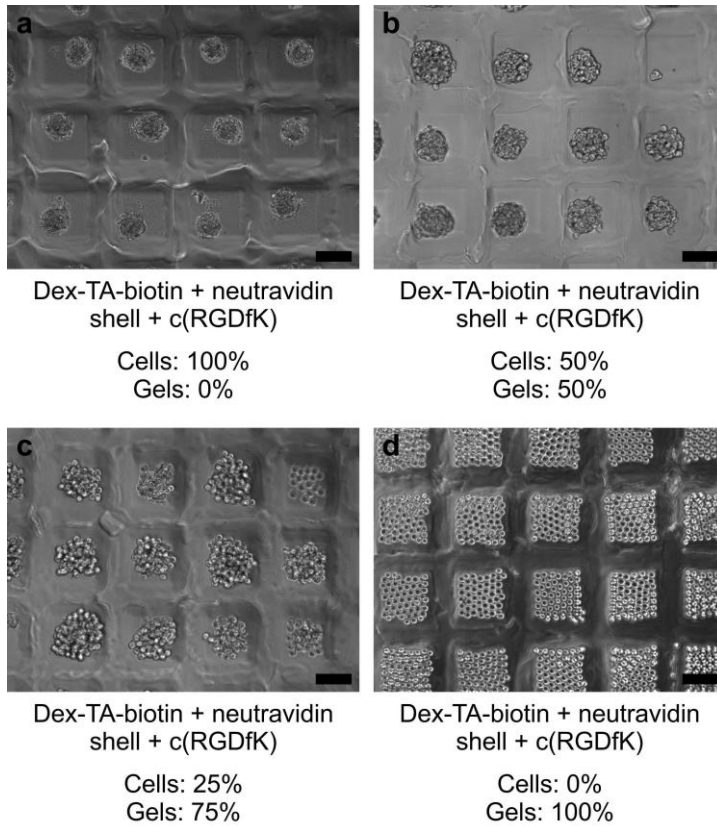 a
b
Dex-TA-biotin + neutravidin
shell + c(RGDfK)
Cells: 100%
Gels: 0%
Dex-TA-biotin + neutravidin
shell + c(RGDfK)
Cells: 50%
Gels: 50%
c
d
Dex-TA-biotin + neutravidin
shell + c(RGDfK)
Cells: 25%
Gels: 75%
Dex-TA-biotin + neutravidin
shell + c(RGDfK)
Cells: 0%
Gels: 100%